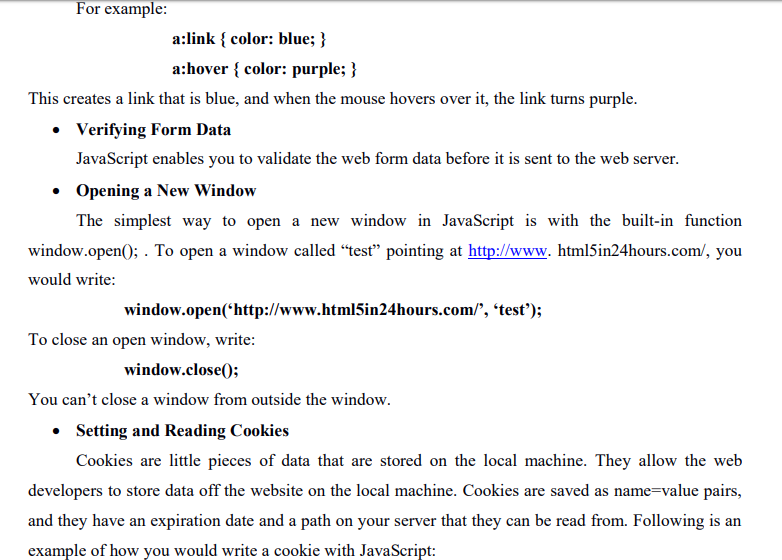 For example:
a:link { color: blue; }
a:hover { color: purple; }
This creates a link that is blue, and when the mouse hovers over it, the link turns purple.
• Verifying Form Data
JavaScript enables you to validate the web form data before it is sent to the web server.
• Opening a New Window
The simplest way to open a new window in JavaScript is with the built-in function
window.open(); . To open a window called “test” pointing at http://www. html5in24hours.com/, you
would write:
window.open(‘http://www.html5in24hours.com/’, ‘test’);
To close an open window, write:
window.close();
You can’t close a window from outside the window.
• Setting and Reading Cookies
Cookies are little pieces of data that are stored on the local machine. They allow the web
developers to store data off the website on the local machine. Cookies are saved as name=value pairs,
and they have an expiration date and a path on your server that they can be read from. Following is an
example of how you would write a cookie with JavaScript: